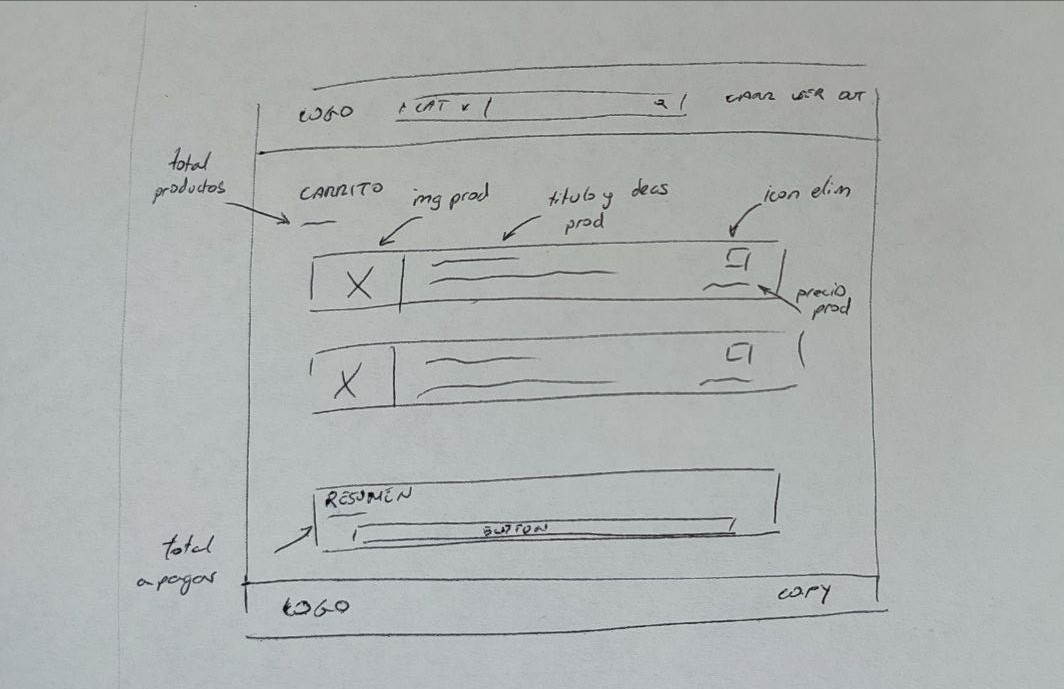 LOGO
CAT v
CARR USER OUT
total
productos
CARRITO
img prod
titulo y decs
prod
icon elim
precio
prod
RESUMEN
BUTTON
total
a pagar
LOGO
COPY